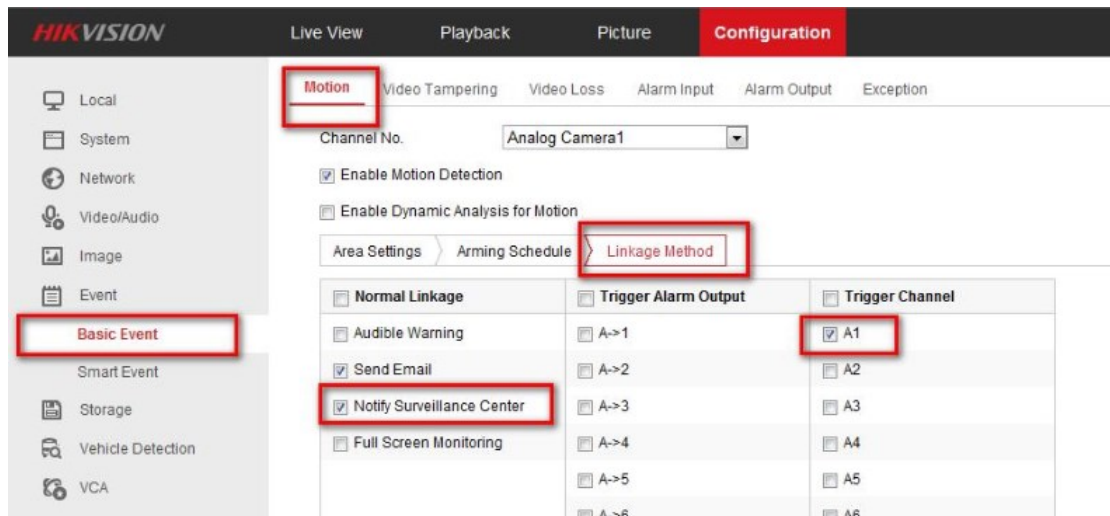 HIKVISION Live View Playback Picture Configuration
Motion Video Tampering Video Loss Alarm Input Alarm Output Exception
Local
Channel No. Analog Camera1
System
Enable Motion Detection
Network
Enable Dynamic Analysis for Motion
Video/Audio
Area Settings Arming Schedule Linkage Method
Image
Event
Normal Linkage Trigger Alarm Output Trigger Channel
Basic Event
Audible Warning A->1 A1
Smart Event
Send Email A->2 A2
Storage
Notify Surveillance Center A->3 A3
Vehicle Detection
Full Screen Monitoring A->4 A4
VCA
A->5 A5
A->6 A6